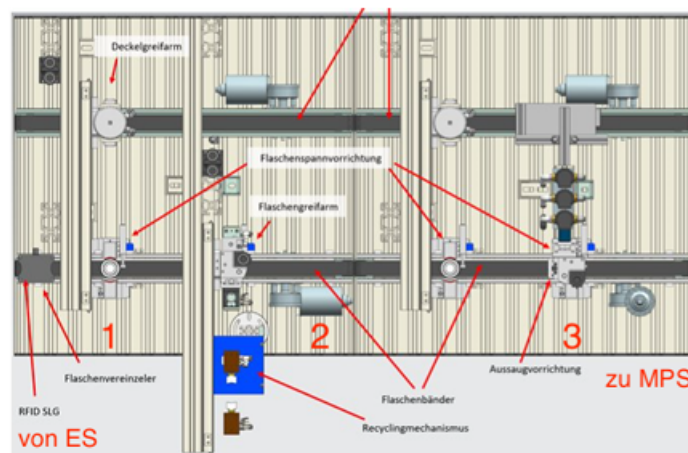 Deckelgreifarm
Flaschenspannvorrichtung
Flaschengreifarm
1
2
3
Flaschenvereinzeler
Aussaugvorrichtung
zu MPS
RFID SLG
Flaschenbänder
von ES
Recyclingmechanismus